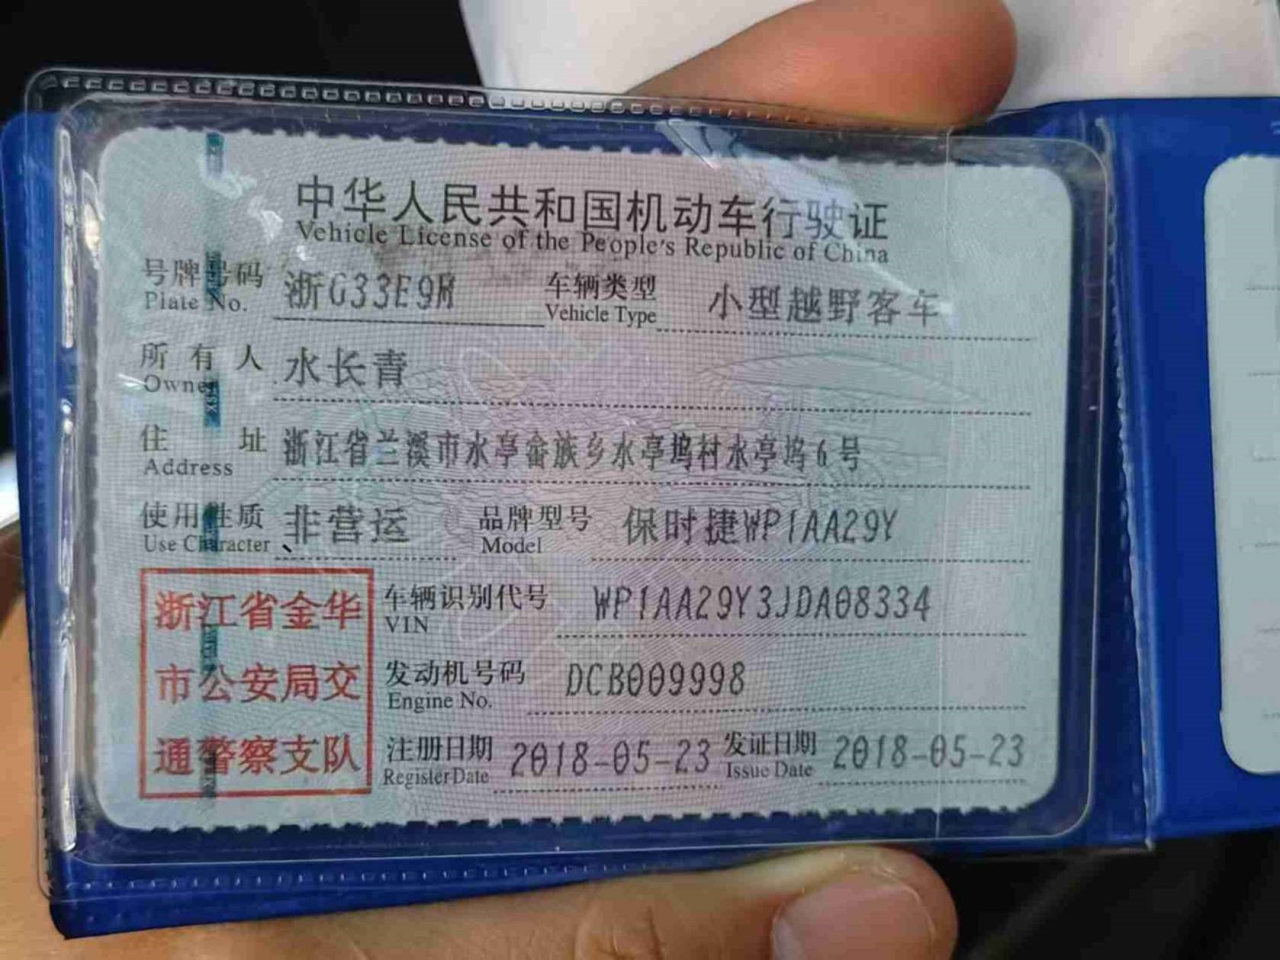 中华人民共和国机动车行驶证
Vehicle License of the People's Republic of China
号牌号码 浙G33E9M 车辆类型 小型越野客车
Plate No. Vehicle Type
所有人 水长青
Owner
住址 浙江省兰溪市水亭畲族乡水亭坞村水亭坞6号
Address
使用性质 非营运 品牌型号 保时捷WP1AA29Y
Use Character Model
浙江省金华 车辆识别代号 WP1AA29Y3JDA08334
VIN
市公安局交 发动机号码 DCB009998
Engine No.
通警察支队 注册日期 2018-05-23 发证日期 2018-05-23
Register Date Issue Date